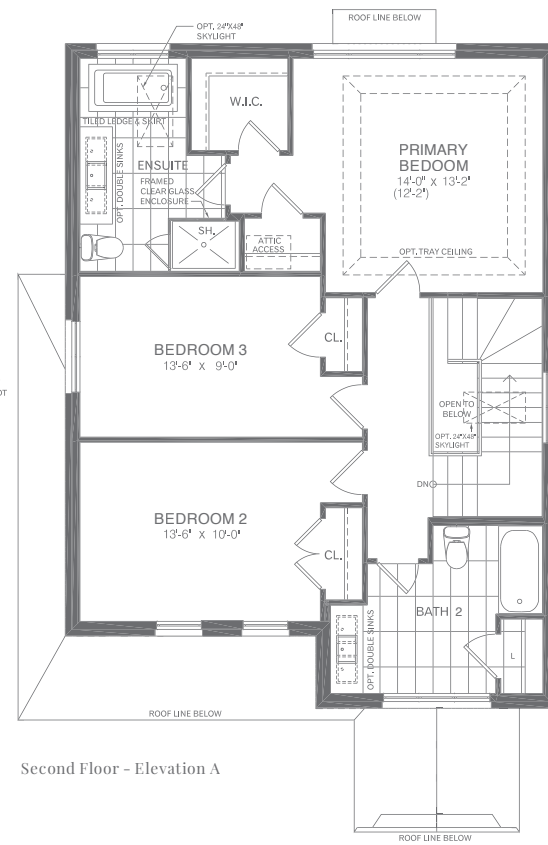 ROOF LINE BELOW
OPT. 24"X48"
SKYLIGHT
W.I.C.
TILED LEDGE & SKIRT
OPT. DOUBLE SINKS
ENSUITE
FRAMED
CLEAR GLASS
ENCLOSURE
SH.
ATTIC
ACCESS
PRIMARY
BEDOOM
14'-0" x 13'-2"
(12'-2")
OPT. TRAY CEILING
BEDROOM 3
13'-6" X 9'-0"
CL.
OPEN TO
BELOW
OPT. 24"X48"
SKYLIGHT
DN
BEDROOM 2
13'-6" X 10'-0"
CL.
OPT. DOUBLE SINKS
BATH 2
L
ROOF LINE BELOW
Second Floor - Elevation A
ROOF LINE BELOW